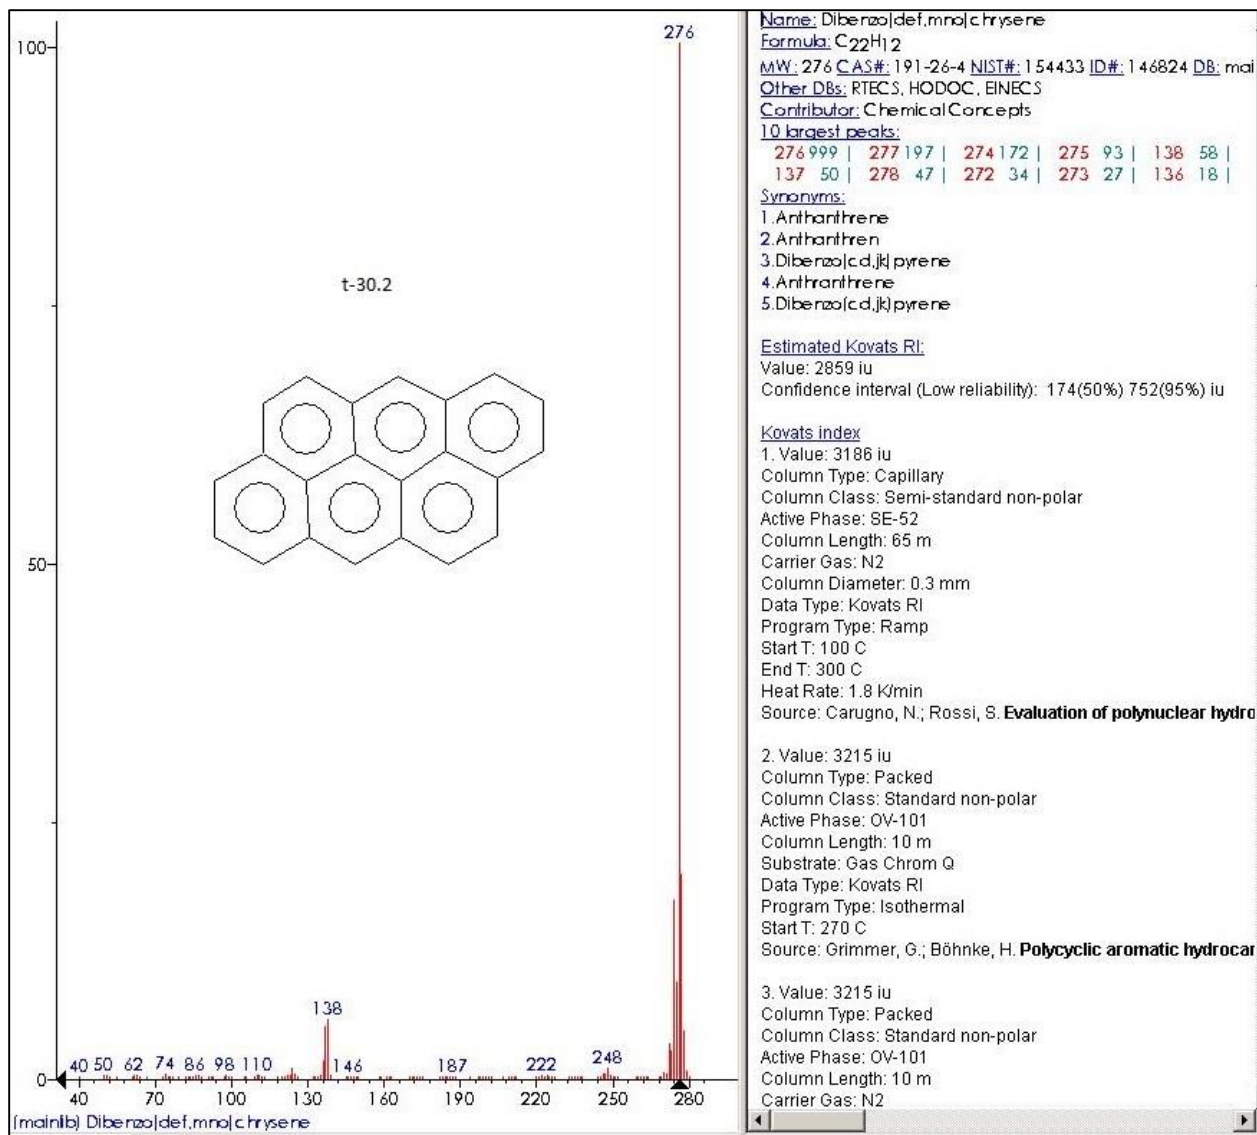 100
276
t-30.2
50
138
40 50 62 74 86 98 110 146 187 222 248
0
40 70 100 130 160 190 220 250 280
(mainlib) Dibenzo[def,mno]chrysene
Name: Dibenzo[def,mno]chrysene
Formula: C22H12
MW: 276 CAS#: 191-26-4 NIST#: 154433 ID#: 146824 DB: mai
Other DBs: RTECS, HODOC, EINECS
Contributor: Chemical Concepts
10 largest peaks:
276 999 | 277 197 | 274 172 | 275 93 | 138 58 |
137 50 | 278 47 | 272 34 | 273 27 | 136 18 |
Synonyms:
1.Anthanthrene
2.Anthanthren
3.Dibenzo[cd,jk]pyrene
4.Anthranthrene
5.Dibenzo(cd,jk)pyrene
Estimated Kovats RI:
Value: 2859 iu
Confidence interval (Low reliability): 174(50%) 752(95%) iu
Kovats index
1. Value: 3186 iu
Column Type: Capillary
Column Class: Semi-standard non-polar
Active Phase: SE-52
Column Length: 65 m
Carrier Gas: N2
Column Diameter: 0.3 mm
Data Type: Kovats RI
Program Type: Ramp
Start T: 100 C
End T: 300 C
Heat Rate: 1.8 K/min
Source: Carugno, N.; Rossi, S. Evaluation of polynuclear hydro
2. Value: 3215 iu
Column Type: Packed
Column Class: Standard non-polar
Active Phase: OV-101
Column Length: 10 m
Substrate: Gas Chrom Q
Data Type: Kovats RI
Program Type: Isothermal
Start T: 270 C
Source: Grimmer, G.; Böhnke, H. Polycyclic aromatic hydrocar
3. Value: 3215 iu
Column Type: Packed
Column Class: Standard non-polar
Active Phase: OV-101
Column Length: 10 m
Carrier Gas: N2